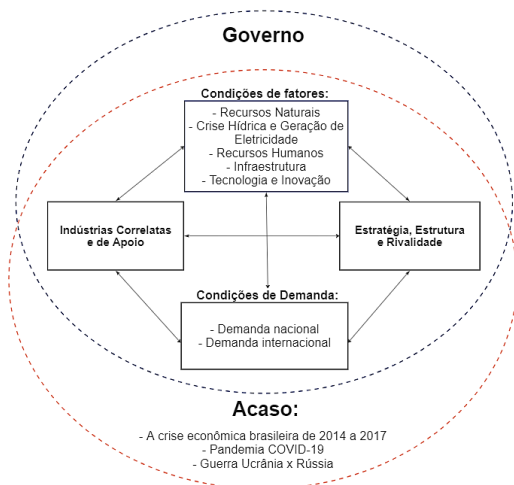 Governo
Condições de fatores:
- Recursos Naturais
- Crise Hídrica e Geração de
Eletricidade
- Recursos Humanos
- Infraestrutura
- Tecnologia e Inovação
Indústrias Correlatas
e de Apoio
Estratégia, Estrutura
e Rivalidade
Condições de Demanda:
- Demanda nacional
- Demanda internacional
Acaso:
- A crise econômica brasileira de 2014 a 2017
- Pandemia COVID-19
- Guerra Ucrânia x Rússia